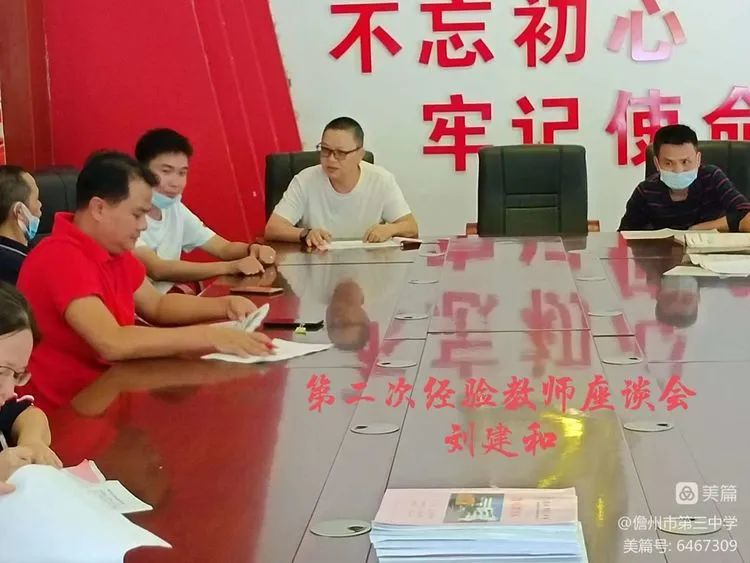 不忘初心
牢记使命
第二次经验教师座谈会
刘建和
美篇
@儋州市第三中学
美篇号: 6467309